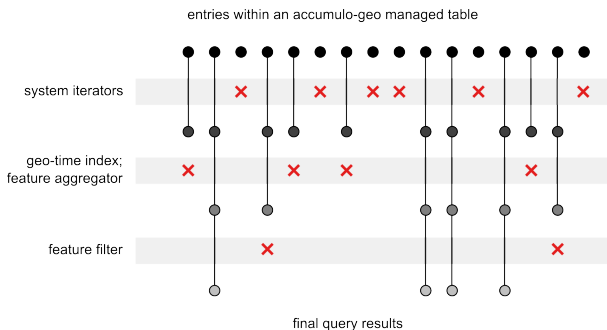 entries within an accumulo-geo managed table
system iterators
geo-time index;
feature aggregator
feature filter
final query results